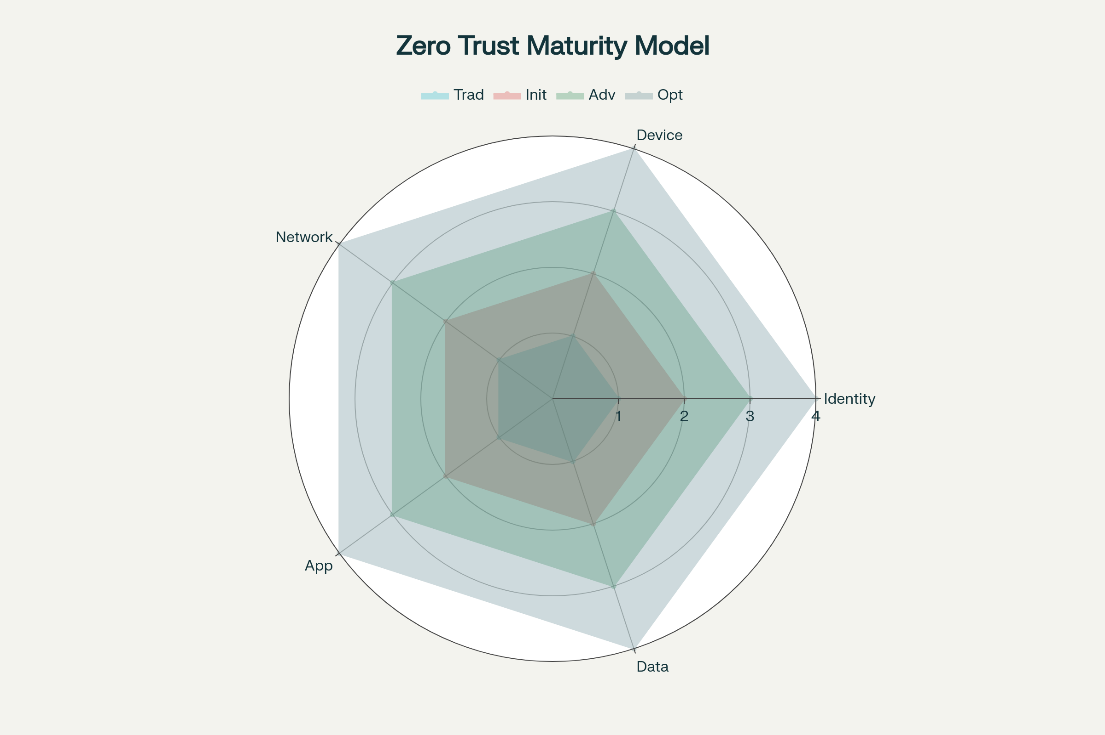 Zero Trust Maturity Model
Trad Init Adv Opt
Device
Network
Identity
1 2 3 4
App
Data